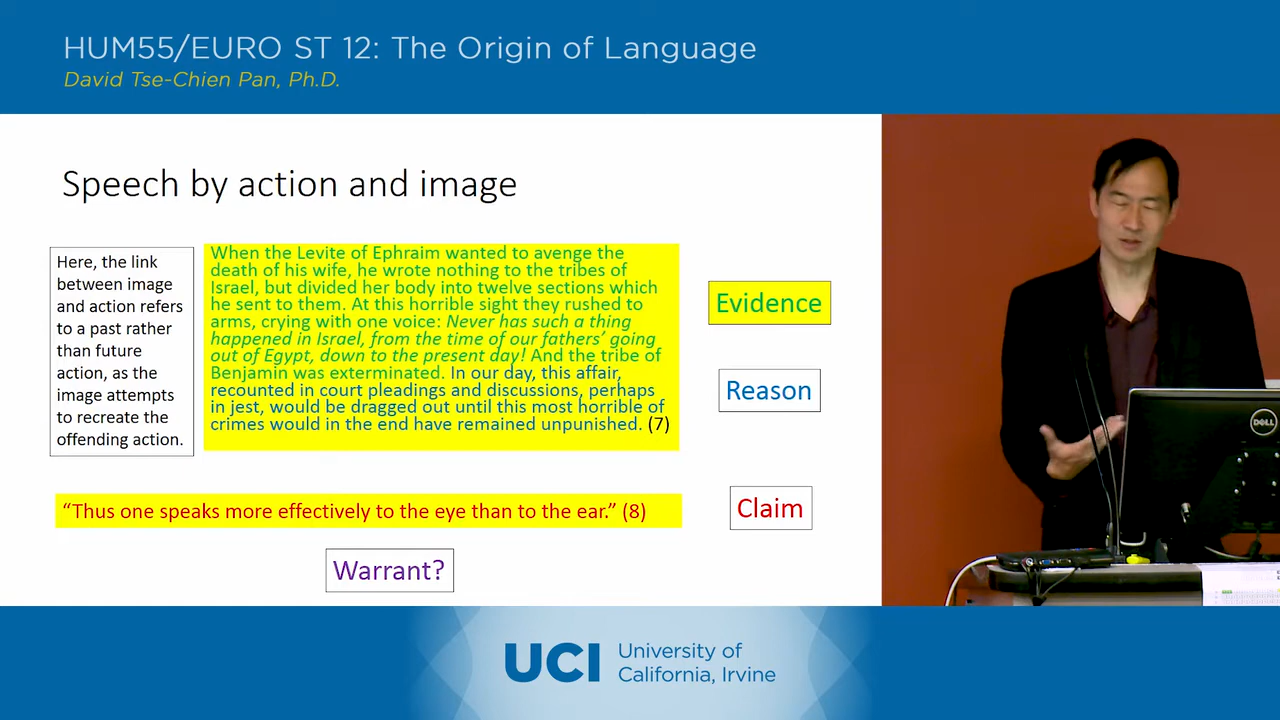 HUM55/EURO ST 12: The Origin of Language
David Tse-Chien Pan, Ph.D.
Speech by action and image
Here, the link
between image
and action refers
to a past rather
than future
action, as the
image attempts
to recreate the
offending action.
When the Levite of Ephraim wanted to avenge the
death of his wife, he wrote nothing to the tribes of
Israel, but divided her body into twelve sections which
he sent to them. At this horrible sight they rushed to
arms, crying with one voice: Never has such a thing
happened in Israel, from the time of our fathers' going
out of Egypt, down to the present day! And the tribe of
Benjamin was exterminated. In our day, this affair,
recounted in court pleadings and discussions, perhaps
in jest, would be dragged out until this most horrible of
crimes would in the end have remained unpunished. (7)
Evidence
Reason
“Thus one speaks more effectively to the eye than to the ear.” (8)
Claim
Warrant?
DELL
UCI University of
California, Irvine